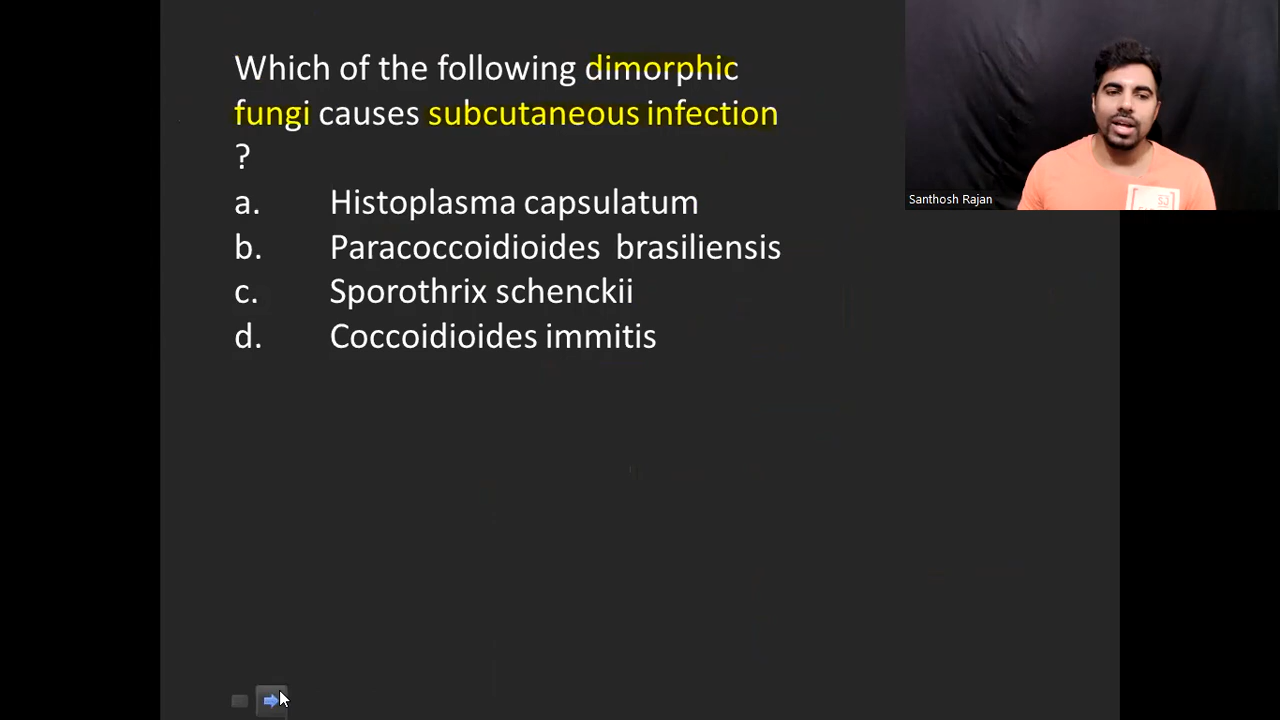 Which of the following dimorphic
fungi causes subcutaneous infection
?
a. Histoplasma capsulatum
b. Paracoccoidioides brasiliensis
c. Sporothrix schenckii
d. Coccoidioides immitis
Santhosh Rajan